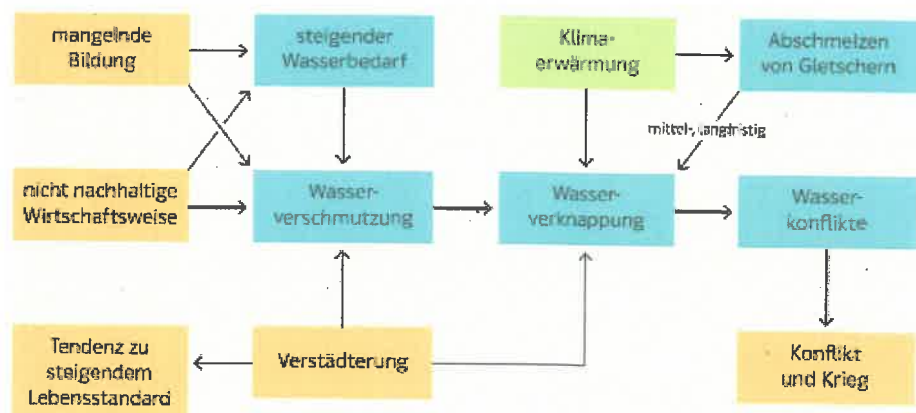 mangelnde
Bildung
steigender
Wasserbedarf
Klima-
erwärmung
Abschmelzen
von Gletschern
mittel-, langfristig
nicht nachhaltige
Wirtschaftsweise
Wasser-
verschmutzung
Wasser-
verknappung
Wasser-
konflikte
Tendenz zu
steigendem
Lebensstandard
Verstädterung
Konflikt
und Krieg